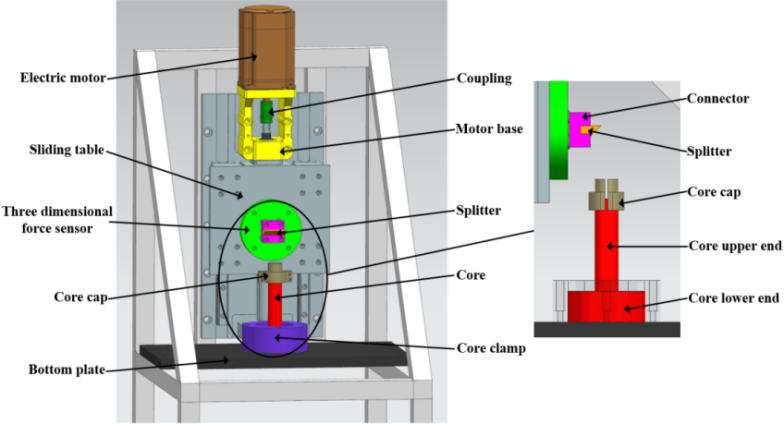 Electric motor
Sliding table
Three dimensional
force sensor
Core cap
Bottom plate
Coupling
Motor base
Splitter
Core
Core clamp
Connector
Splitter
Core cap
Core upper end
Core lower end